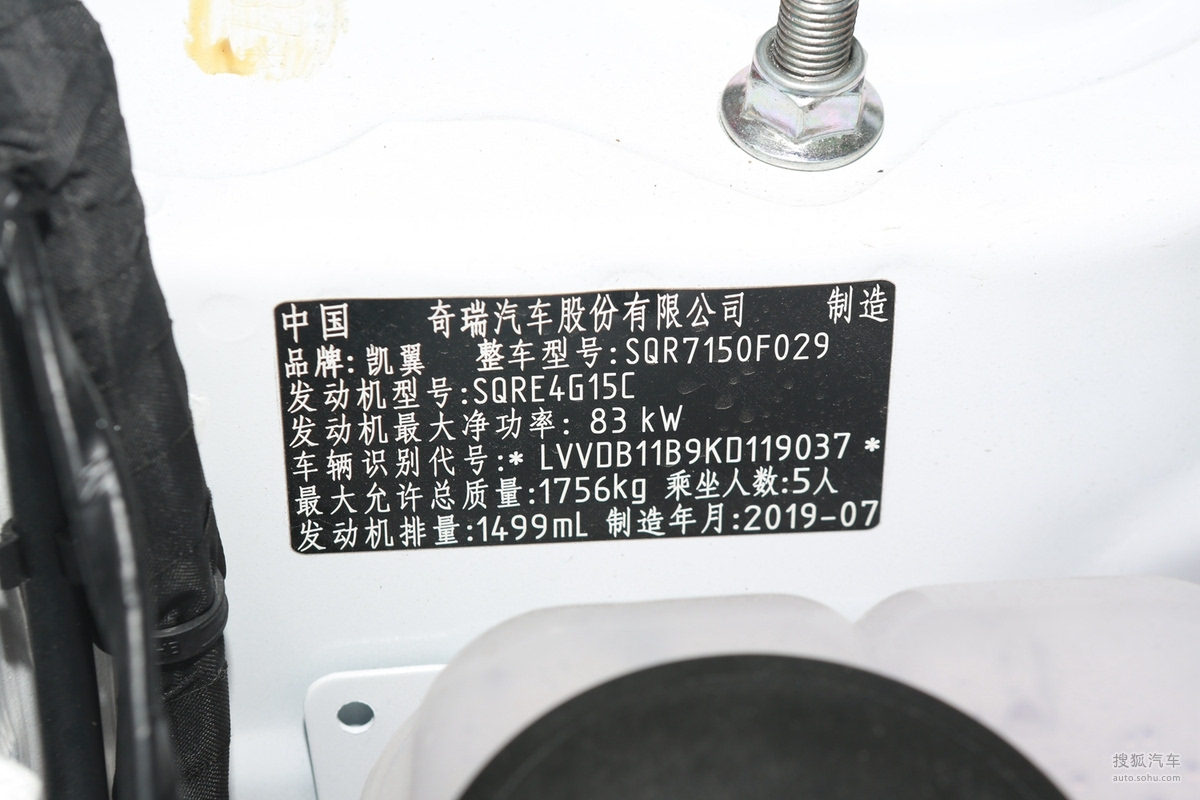 中国 奇瑞汽车股份有限公司 制造
品牌: 凯翼 整车型号:SQR7150F029
发动机型号:SQRE4G15C
发动机最大净功率: 83 kW
车辆识别代号:* LVVDB11B9KD119037 *
最大允许总质量:1756kg 乘坐人数:5人
发动机排量:1499mL 制造年月:2019-07
搜狐汽车
auto.sohu.com